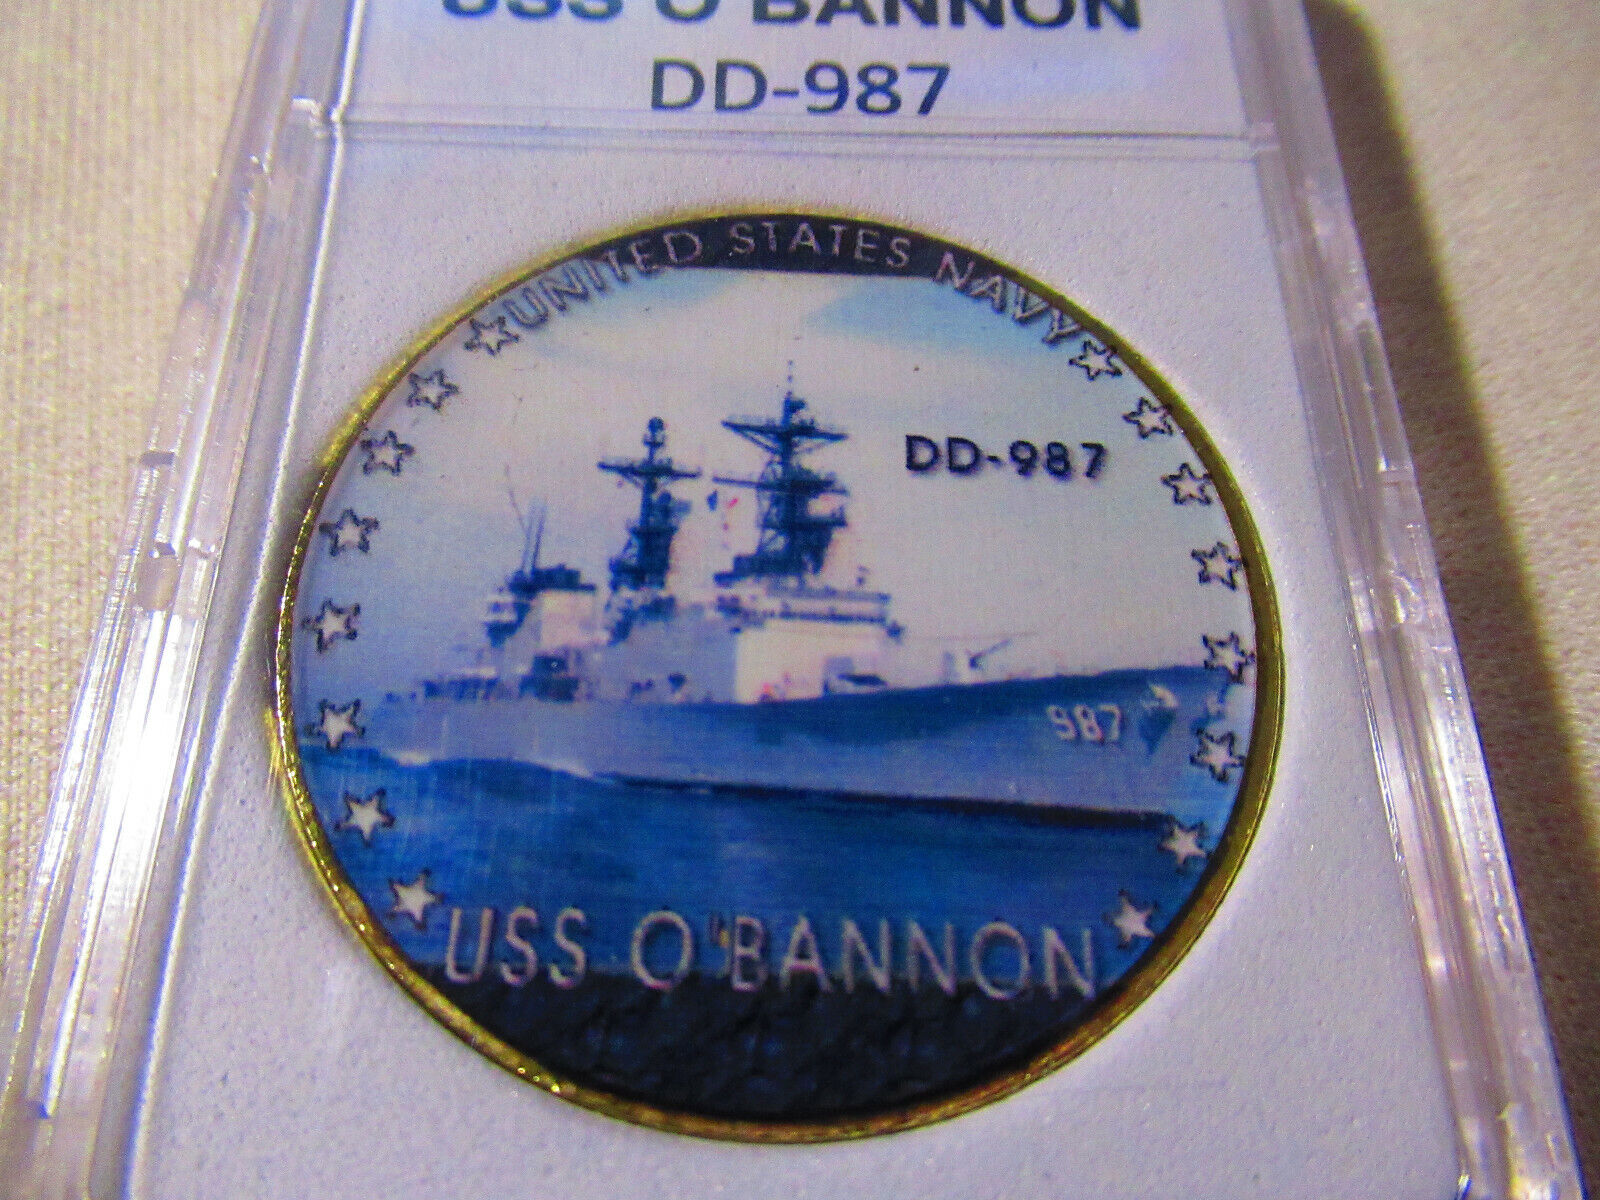 USS O'BANNON
DD-987
UNITED STATES NAVY
DD-987
987
USS O'BANNON